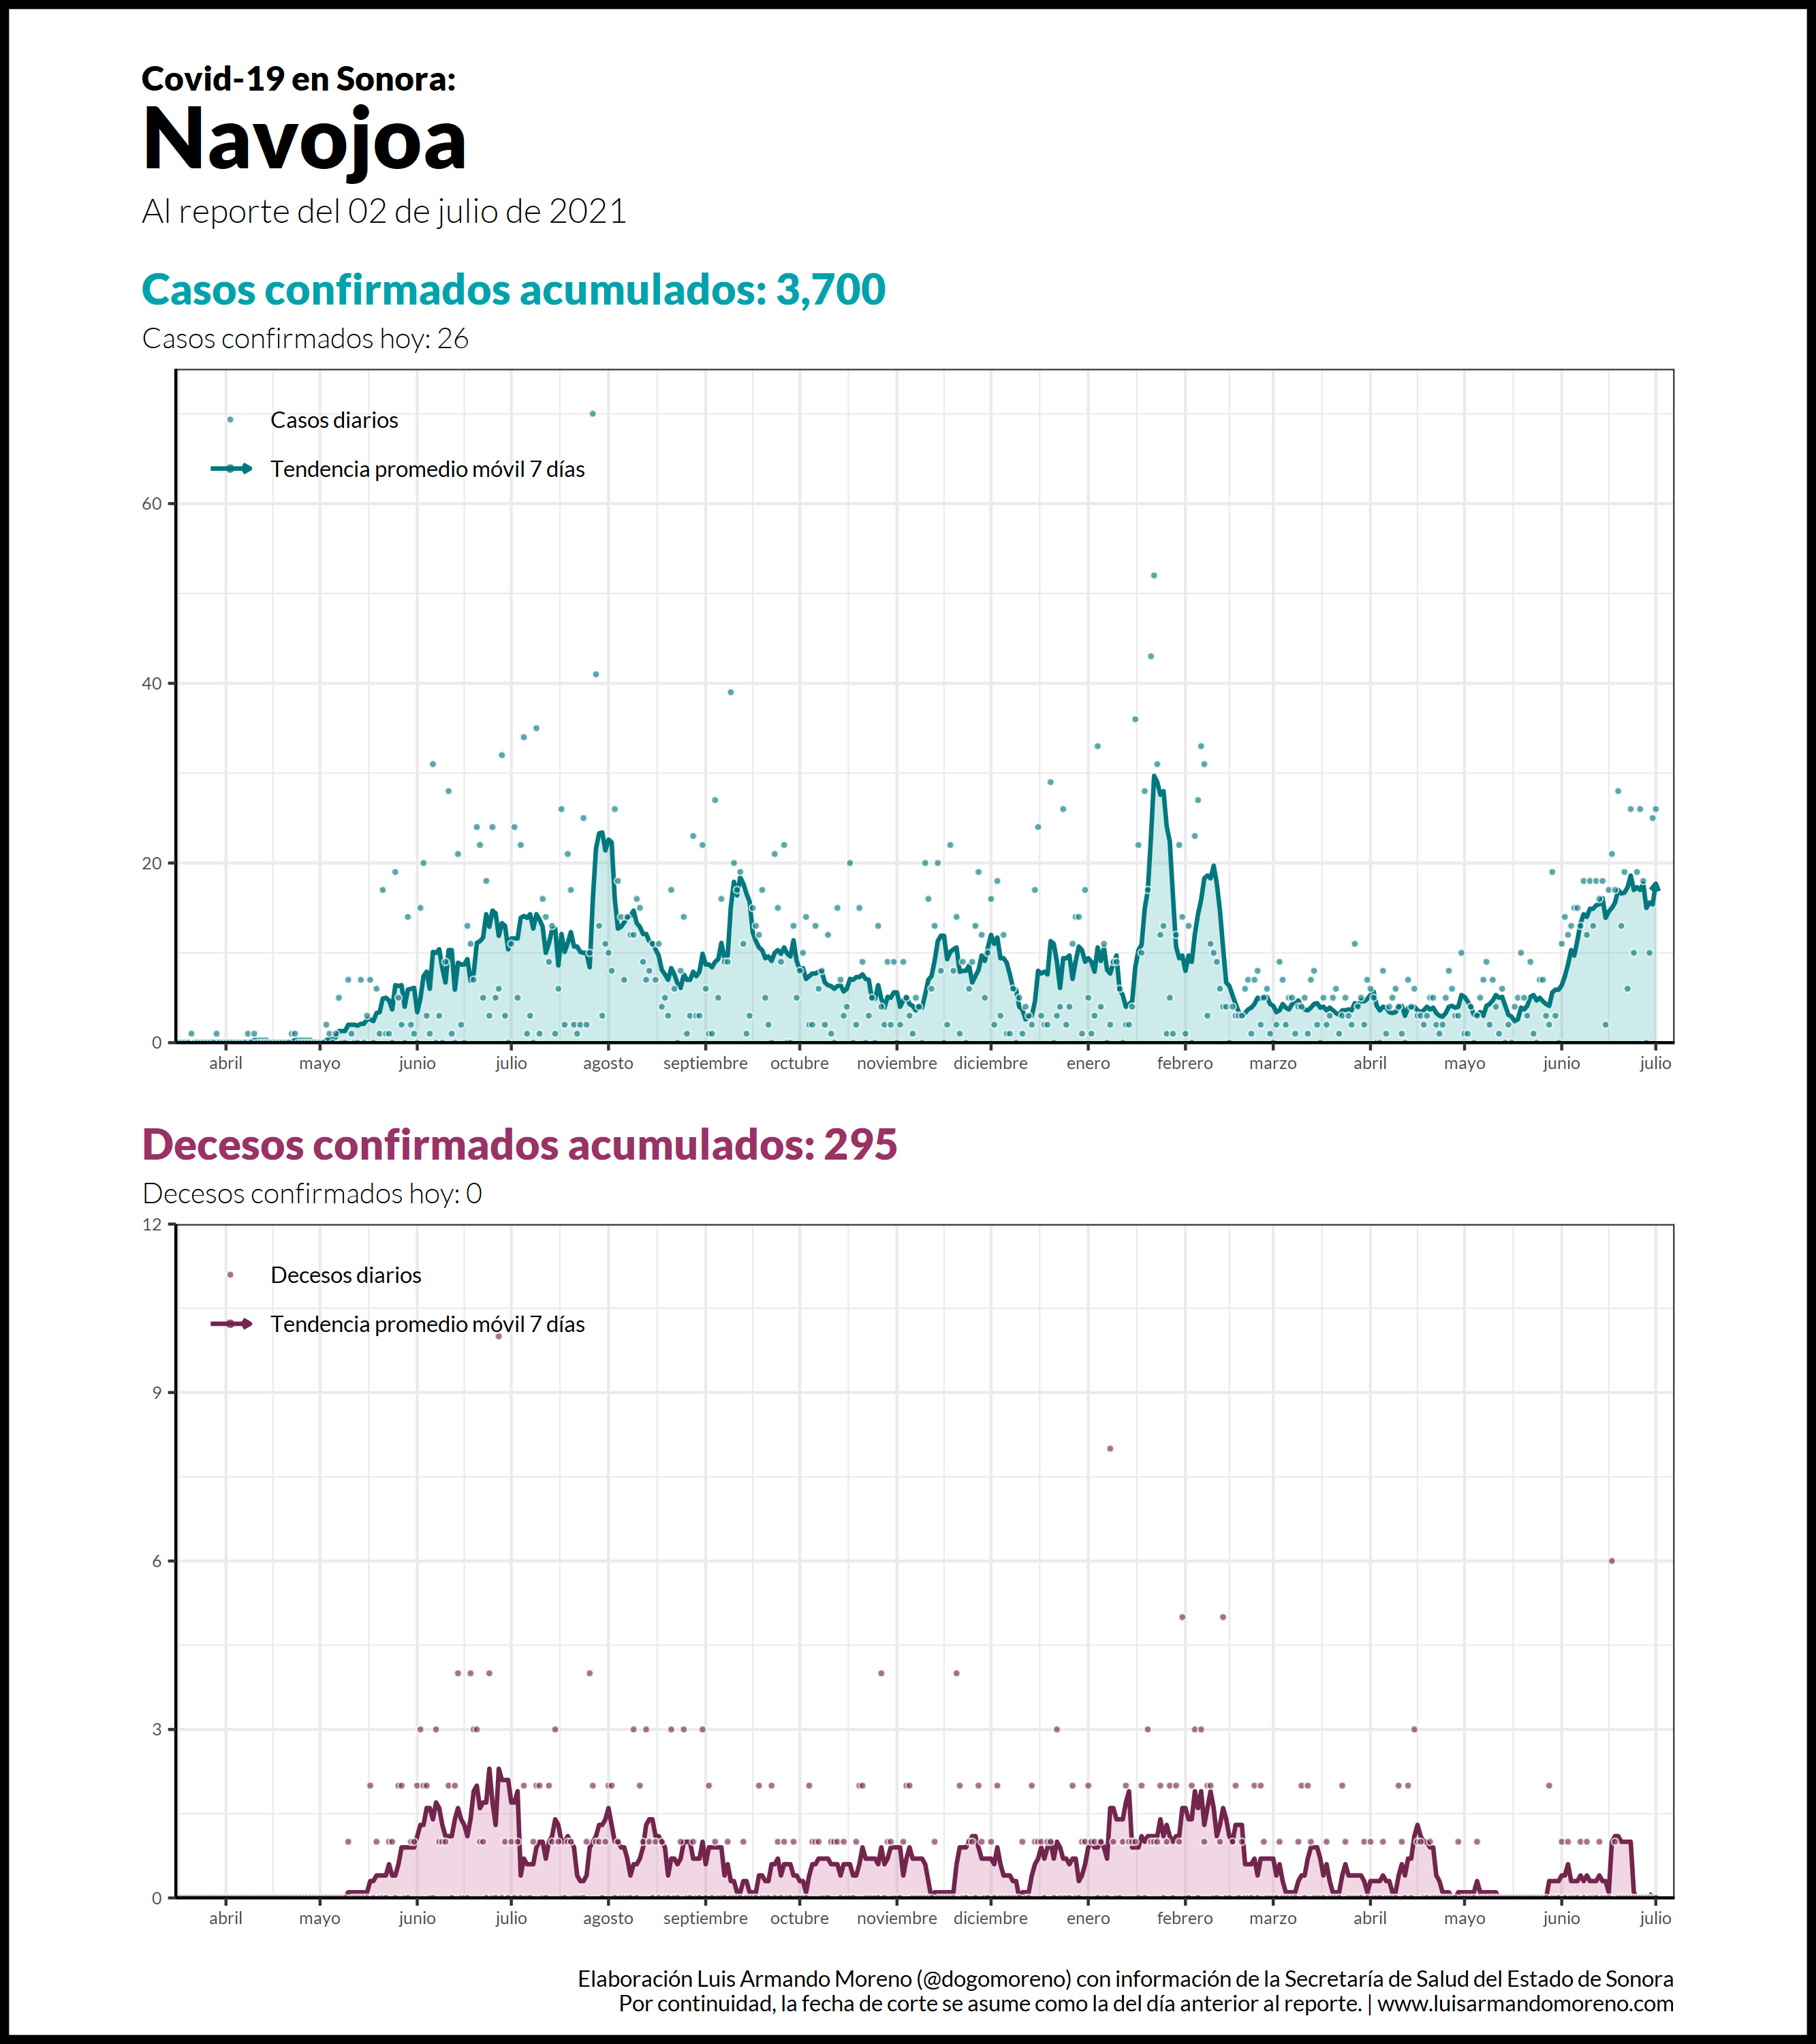 Covid-19 en Sonora:
Navojoa
Al reporte del 02 de julio de 2021
Casos confirmados acumulados: 3,700
Casos confirmados hoy: 26
Casos diarios
Tendencia promedio móvil 7 días
60
40
20
0
abril mayo junio julio agosto septiembre octubre noviembre diciembre enero febrero marzo abril mayo junio julio
Decesos confirmados acumulados: 295
Decesos confirmados hoy: 0
12
Decesos diarios
Tendencia promedio móvil 7 días
9
6
3
0
abril mayo junio julio agosto septiembre octubre noviembre diciembre enero febrero marzo abril mayo junio julio
Elaboración Luis Armando Moreno (@dogomoreno) con información de la Secretaría de Salud del Estado de Sonora
Por continuidad, la fecha de corte se asume como la del día anterior al reporte. | www.luisarmandomoreno.com